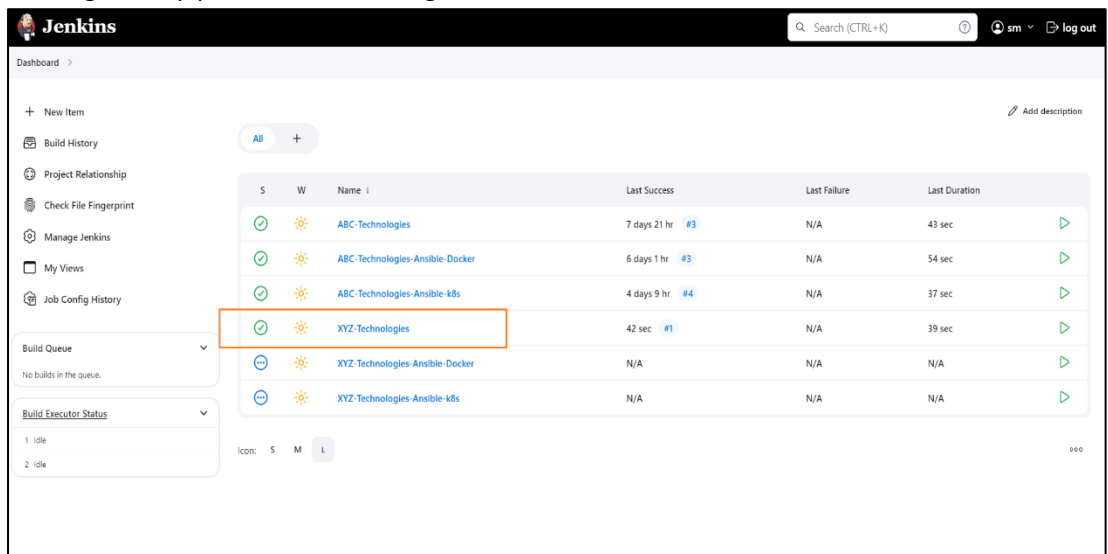 Jenkins
Search (CTRL+K) ? sm log out
Dashboard >
+ New Item
Add description
Build History
All +
Project Relationship
Check File Fingerprint
Manage Jenkins
My Views
Job Config History
S W Name ↓ Last Success Last Failure Last Duration
ABC-Technologies 7 days 21 hr #3 N/A 43 sec
ABC-Technologies-Ansible-Docker 6 days 1 hr #3 N/A 54 sec
ABC-Technologies-Ansible-k8s 4 days 9 hr #4 N/A 37 sec
XYZ-Technologies 42 sec #1 N/A 39 sec
XYZ-Technologies-Ansible-Docker N/A N/A N/A
XYZ-Technologies-Ansible-k8s N/A N/A N/A
Build Queue
No builds in the queue.
Build Executor Status
1 Idle
2 Idle
Icon: S M L